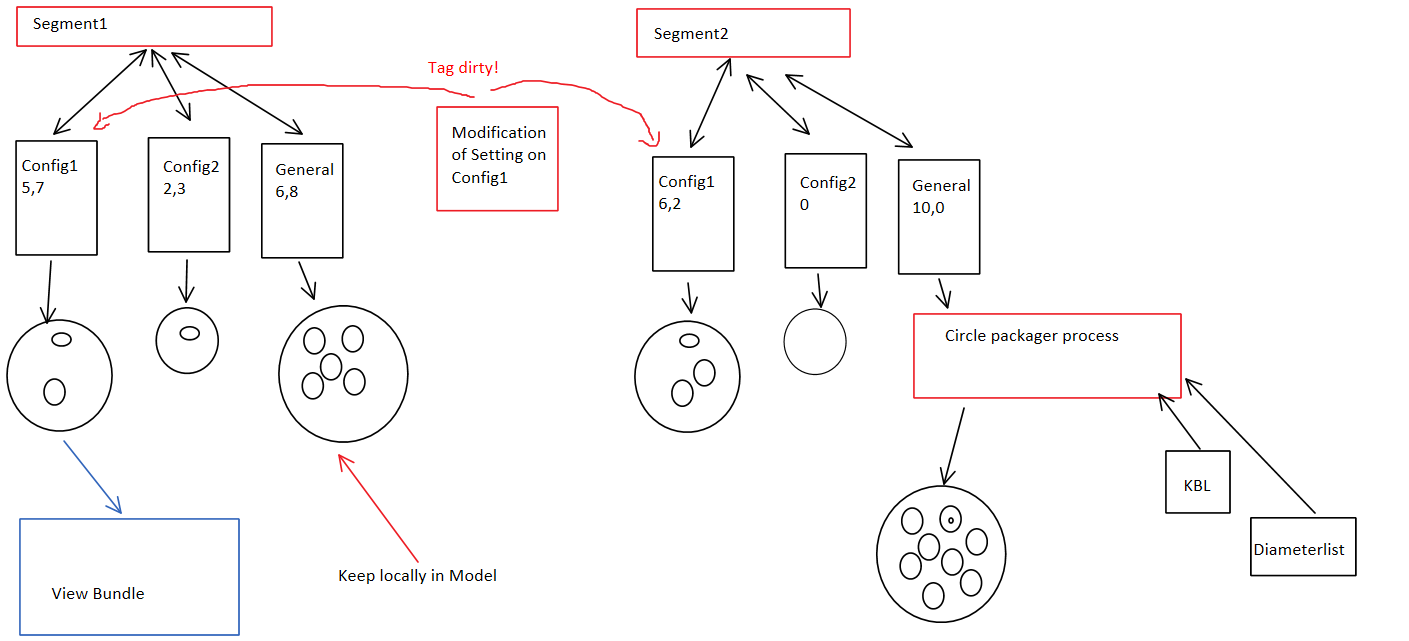 Segment1
Segment2
Tag dirty!
Modification
of Setting on
Config1
Config1
5,7
Config2
2,3
General
6,8
Config1
6,2
Config2
0
General
10,0
Circle packager process
KBL
Diameterlist
Keep locally in Model
View Bundle